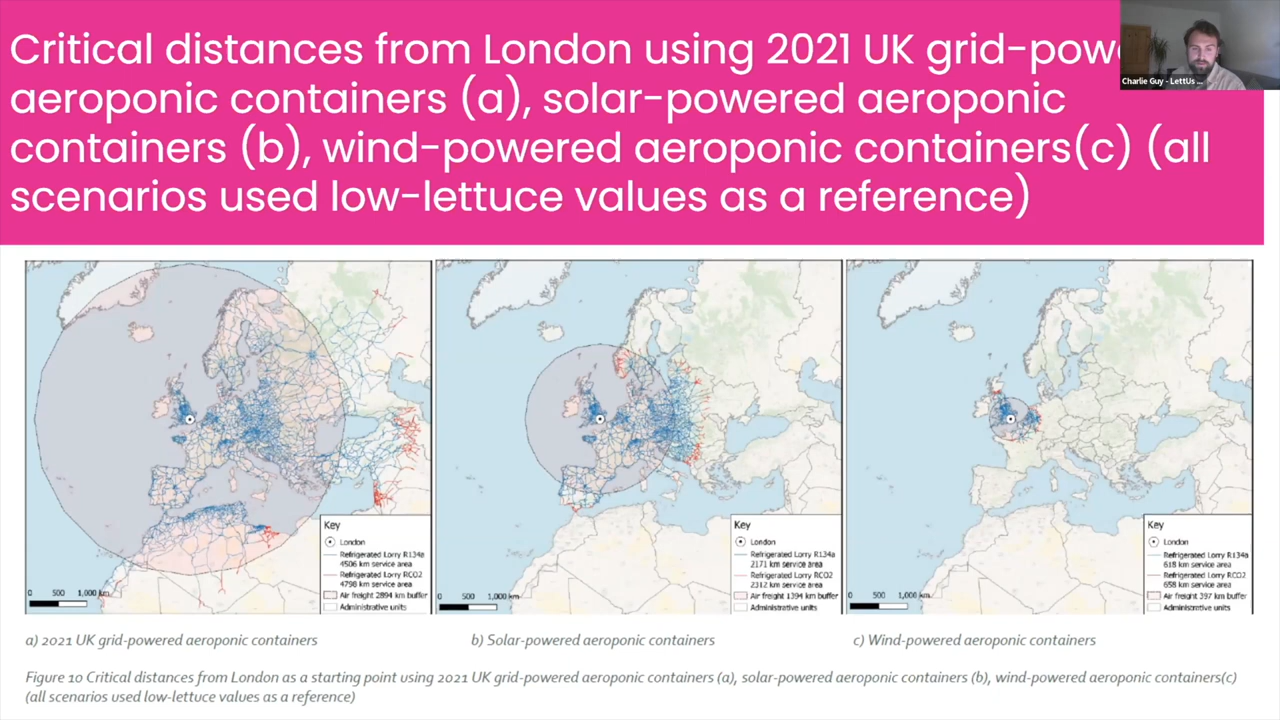 Critical distances from London using 2021 UK grid-pow
aeroponic containers (a), solar-powered aeroponic
containers (b), wind-powered aeroponic containers(c) (all
scenarios used low-lettuce values as a reference)
Charlie Guy - LettUs ...
Key
London
Refrigerated Lorry R134a
4506 km service area
Refrigerated Lorry RCO2
4798 km service area
Air freight 2894 km buffer
Administrative units
0 500 1,000 km
Key
London
Refrigerated Lorry R134a
2171 km service area
Refrigerated Lorry RCO2
2312 km service area
Air freight 1394 km buffer
Administrative units
0 500 1,000 km
Key
London
Refrigerated Lorry R134a
618 km service area
Refrigerated Lorry RCO2
658 km service area
Air freight 397 km buffer
Administrative units
0 500 1,000 km
a) 2021 UK grid-powered aeroponic containers
b) Solar-powered aeroponic containers
c) Wind-powered aeroponic containers
Figure 10 Critical distances from London as a starting point using 2021 UK grid-powered aeroponic containers (a), solar-powered aeroponic containers (b), wind-powered aeroponic containers(c)
(all scenarios used low-lettuce values as a reference)